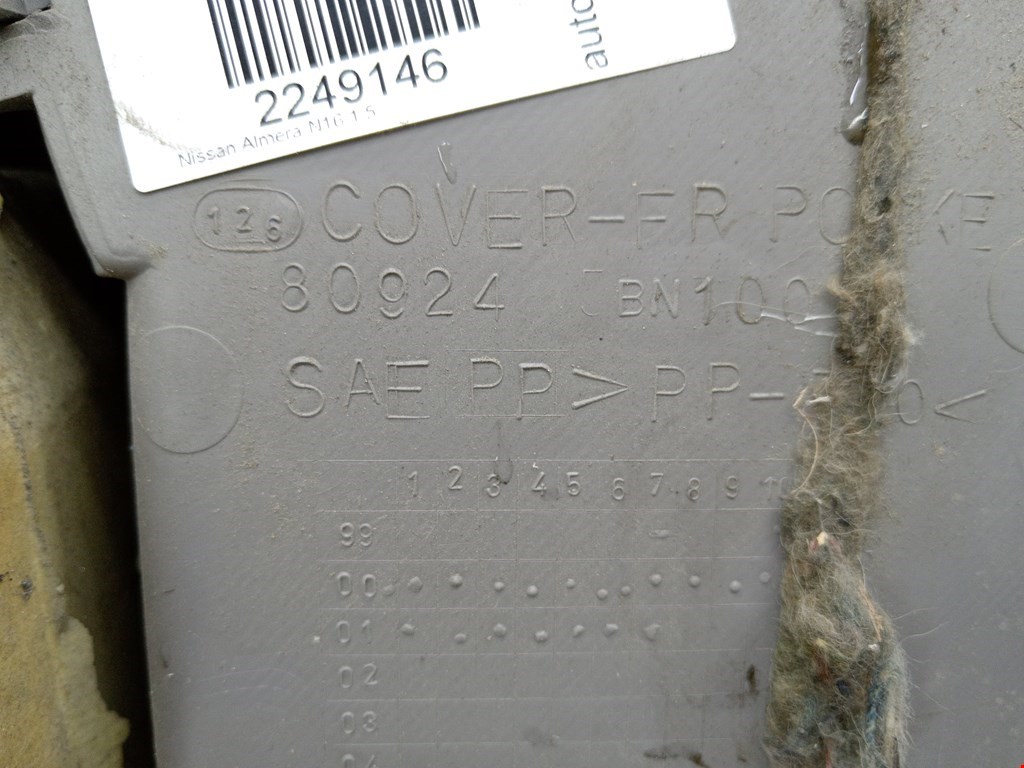 2249146
auto
Nissan Almera N16 1.5
126 COVER-FR
80924 BN100
SAE PP >PP-
1 2 3 4 5 6 7 8 9 10
99
00
01
02
03